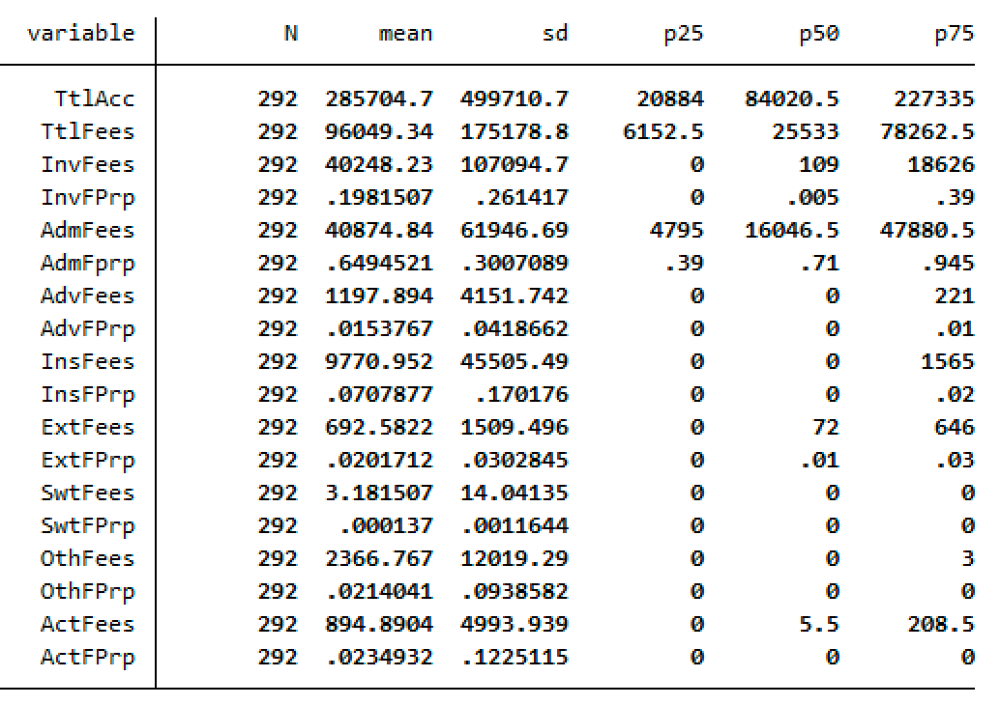 variable N mean sd p25 p50 p75
TtlAcc 292 285704.7 499710.7 20884 84020.5 227335
TtlFees 292 96049.34 175178.8 6152.5 25533 78262.5
InvFees 292 40248.23 107094.7 0 109 18626
InvFPrp 292 .1981507 .261417 0 .005 .39
AdmFees 292 40874.84 61946.69 4795 16046.5 47880.5
AdmFprp 292 .6494521 .3007089 .39 .71 .945
AdvFees 292 1197.894 4151.742 0 0 221
AdvFPrp 292 .0153767 .0418662 0 0 .01
InsFees 292 9770.952 45505.49 0 0 1565
InsFPrp 292 .0707877 .170176 0 0 .02
ExtFees 292 692.5822 1509.496 0 72 646
ExtFPrp 292 .0201712 .0302845 0 .01 .03
SwtFees 292 3.181507 14.04135 0 0 0
SwtFPrp 292 .000137 .0011644 0 0 0
OthFees 292 2366.767 12019.29 0 0 3
OthFPrp 292 .0214041 .0938582 0 0 0
ActFees 292 894.8904 4993.939 0 5.5 208.5
ActFPrp 292 .0234932 .1225115 0 0 0